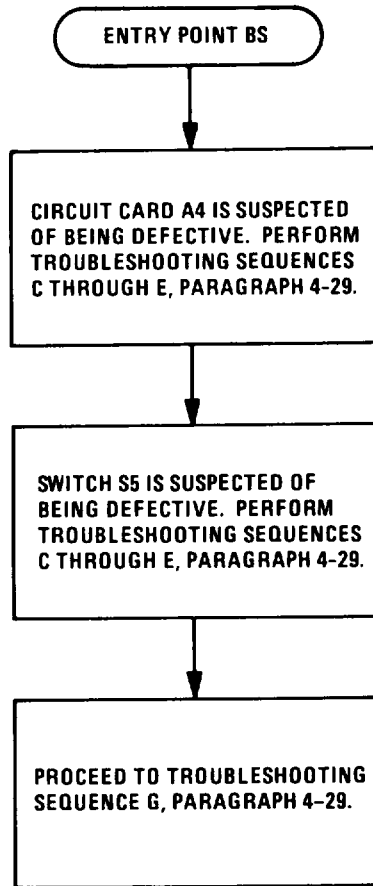 ENTRY POINT BS
CIRCUIT CARD A4 IS SUSPECTED
OF BEING DEFECTIVE. PERFORM
TROUBLESHOOTING SEQUENCES
C THROUGH E, PARAGRAPH 4-29.
SWITCH S5 IS SUSPECTED OF
BEING DEFECTIVE. PERFORM
TROUBLESHOOTING SEQUENCES
C THROUGH E, PARAGRAPH 4-29.
PROCEED TO TROUBLESHOOTING
SEQUENCE G, PARAGRAPH 4-29.